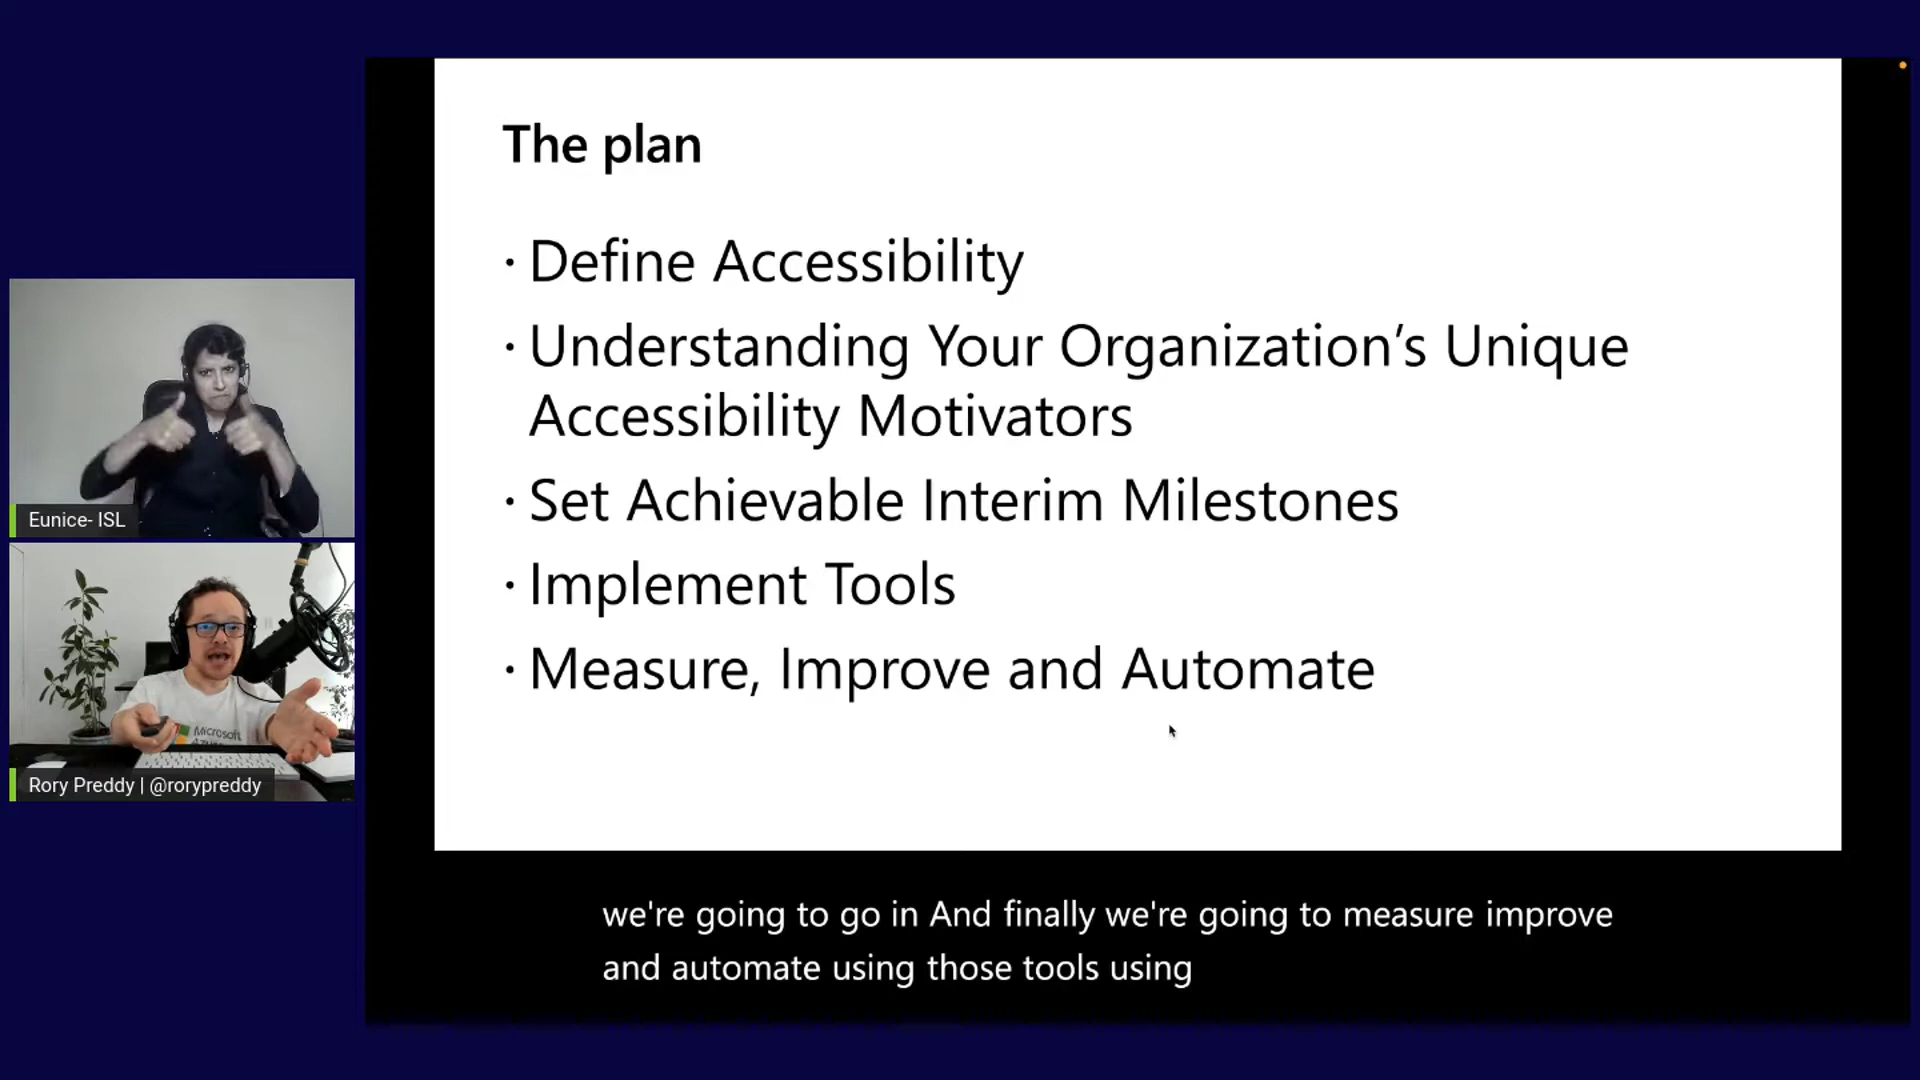 The plan
· Define Accessibility
· Understanding Your Organization’s Unique
Accessibility Motivators
· Set Achievable Interim Milestones
· Implement Tools
· Measure, Improve and Automate
Eunice- ISL
Microsoft
Rory Preddy | @rorypreddy
we're going to go in And finally we're going to measure improve
and automate using those tools using